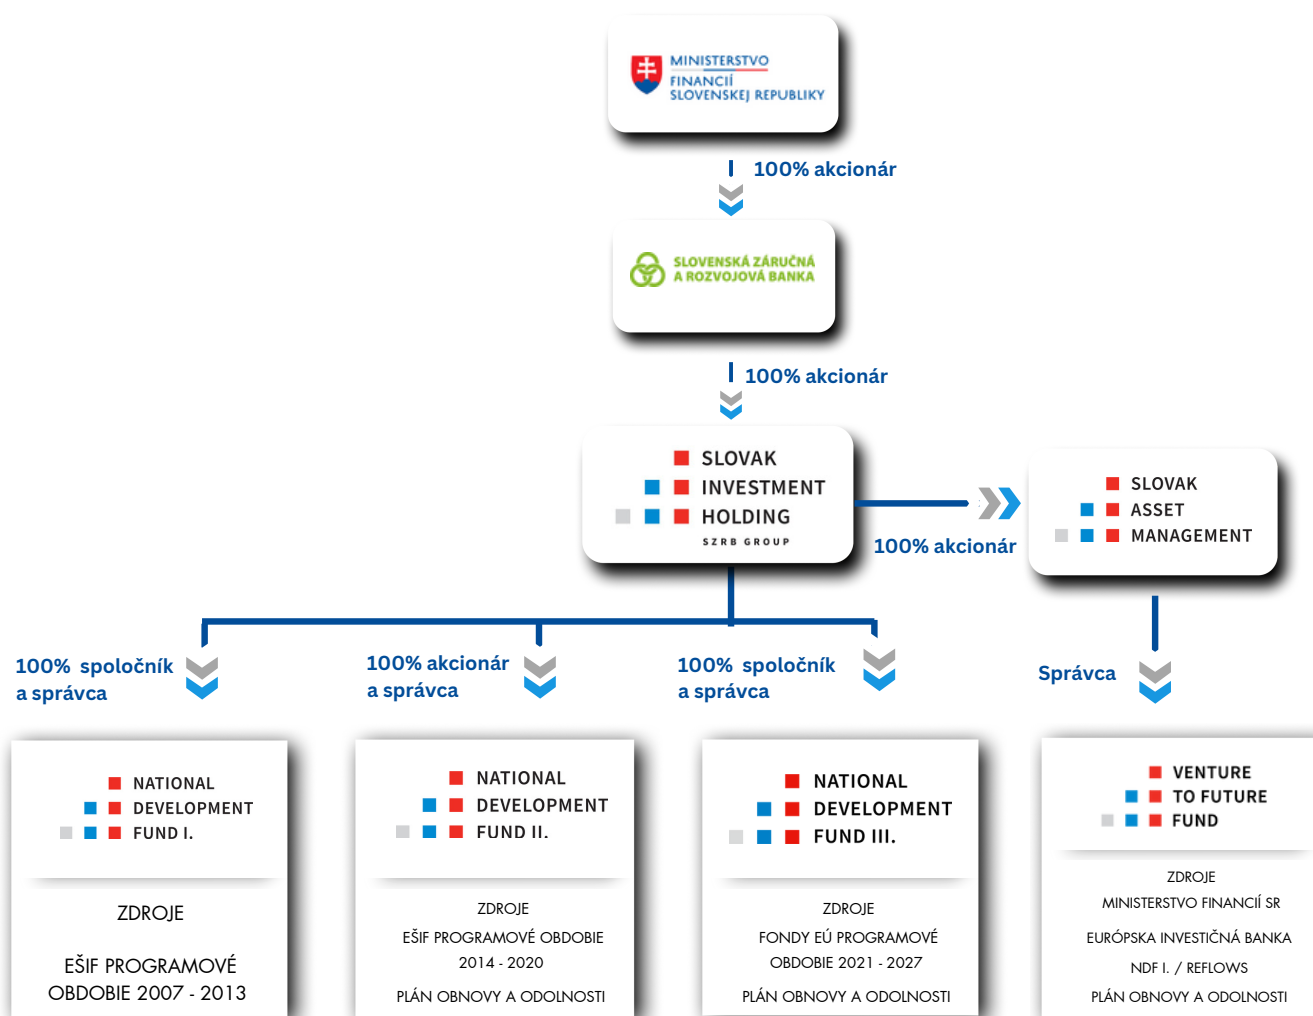 MINISTERSTVO
FINANCIÍ
SLOVENSKEJ REPUBLIKY
100% akcionár
SLOVENSKÁ ZÁRUČNÁ
A ROZVOJOVÁ BANKA
100% akcionár
SLOVAK
INVESTMENT
HOLDING
SZRB GROUP
100% akcionár
SLOVAK
ASSET
MANAGEMENT
100% spoločník
a správca
100% akcionár
a správca
100% spoločník
a správca
Správca
NATIONAL
DEVELOPMENT
FUND I.
ZDROJE
EŠIF PROGRAMOVÉ
OBDOBIE 2007 - 2013
NATIONAL
DEVELOPMENT
FUND II.
ZDROJE
EŠIF PROGRAMOVÉ OBDOBIE
2014 - 2020
PLÁN OBNOVY A ODOLNOSTI
NATIONAL
DEVELOPMENT
FUND III.
ZDROJE
FONDY EÚ PROGRAMOVÉ
OBDOBIE 2021 - 2027
PLÁN OBNOVY A ODOLNOSTI
VENTURE
TO FUTURE
FUND
ZDROJE
MINISTERSTVO FINANCIÍ SR
EURÓPSKA INVESTIČNÁ BANKA
NDF I. / REFLOWS
PLÁN OBNOVY A ODOLNOSTI